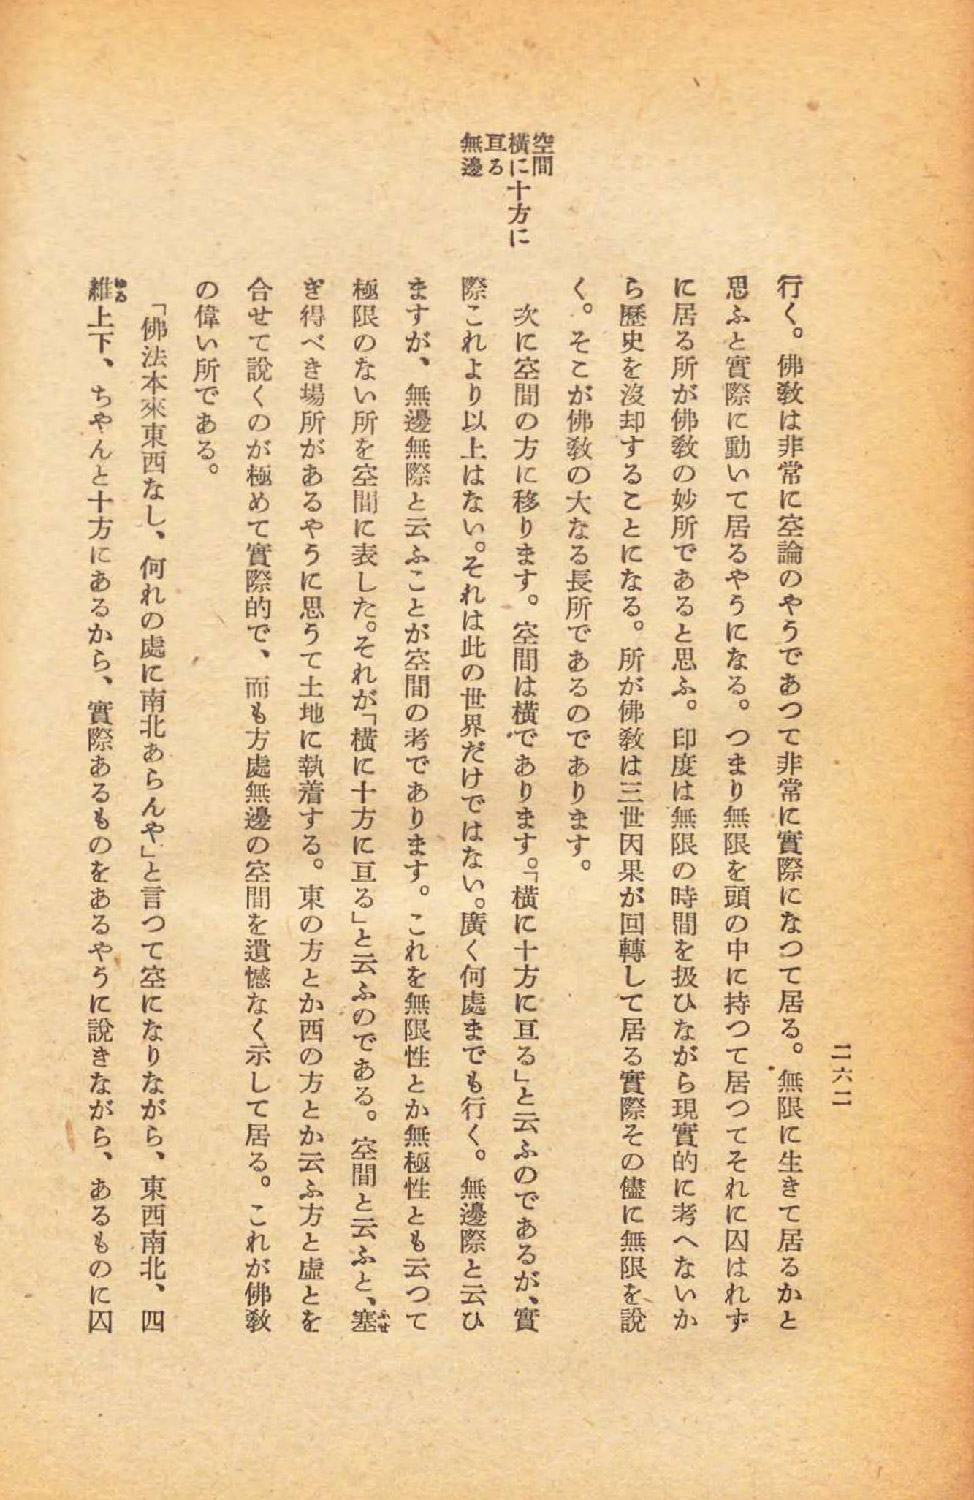 二六二
行く。佛敎は非常に空論のやうであつて非常に實際になつて居る。無限に生きて居るかと
思ふと實際に動いて居るやうになる。つまり無限を頭の中に持つて居つてそれに囚はれず
に居る所が佛敎の妙所であると思ふ。印度は無限の時間を扱ひながら現實的に考へないか
ら歷史を沒却することになる。所が佛敎は三世因果が回轉して居る實際その儘に無限を說
く。そこが佛敎の大なる長所であるのであります。
空間
橫に十方に
亘る
無邊
次に空間の方に移ります。空間は橫であります。「橫に十方に亘る」と云ふのであるが、實
際これより以上はない。それは此の世界だけではない。廣く何處までも行く。無邊際と云ひ
ますが、無邊無際と云ふことが空間の考であります。これを無限性とか無極性とも云つて
極限のない所を空間に表した。それが「橫に十方に亘る」と云ふのである。空間と云ふと、塞
ぎ得べき場所があるやうに思うて土地に執着する。東の方とか西の方とか云ふ方と虛とを
合せて說くのが極めて實際的で、而も方處無邊の空間を遺憾なく示して居る。これが佛敎
の偉い所である。
「佛法本來東西なし、何れの處に南北あらんや」と言つて空になりながら、東西南北、四
維上下、ちやんと十方にあるから、實際あるものをあるやうに說きながら、あるものに囚